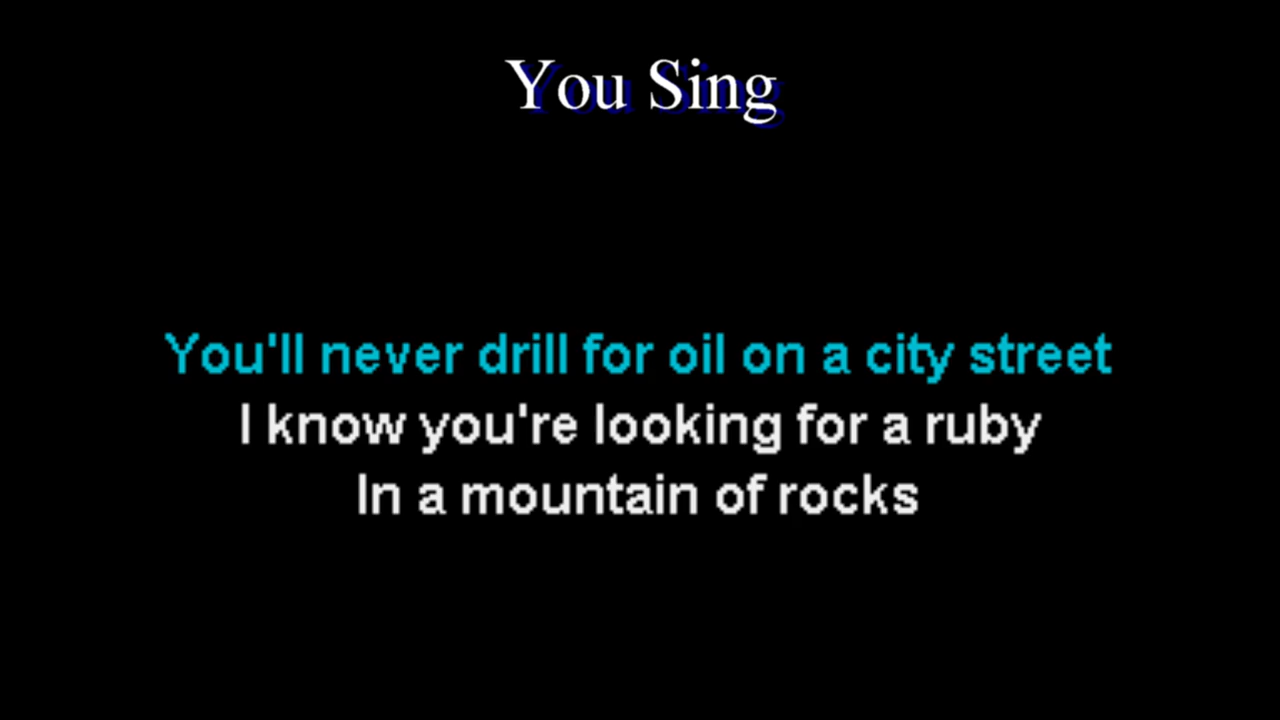 You Sing
You'll never drill for oil on a city street
I know you're looking for a ruby
In a mountain of rocks